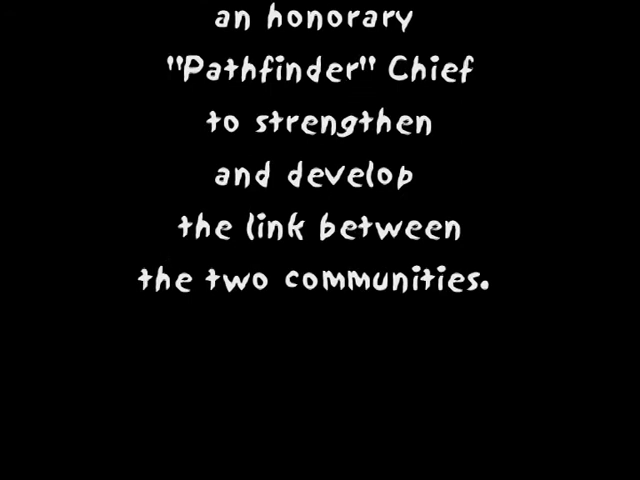 an honorary
"Pathfinder" Chief
to strengthen
and develop
the link between
the two communities.